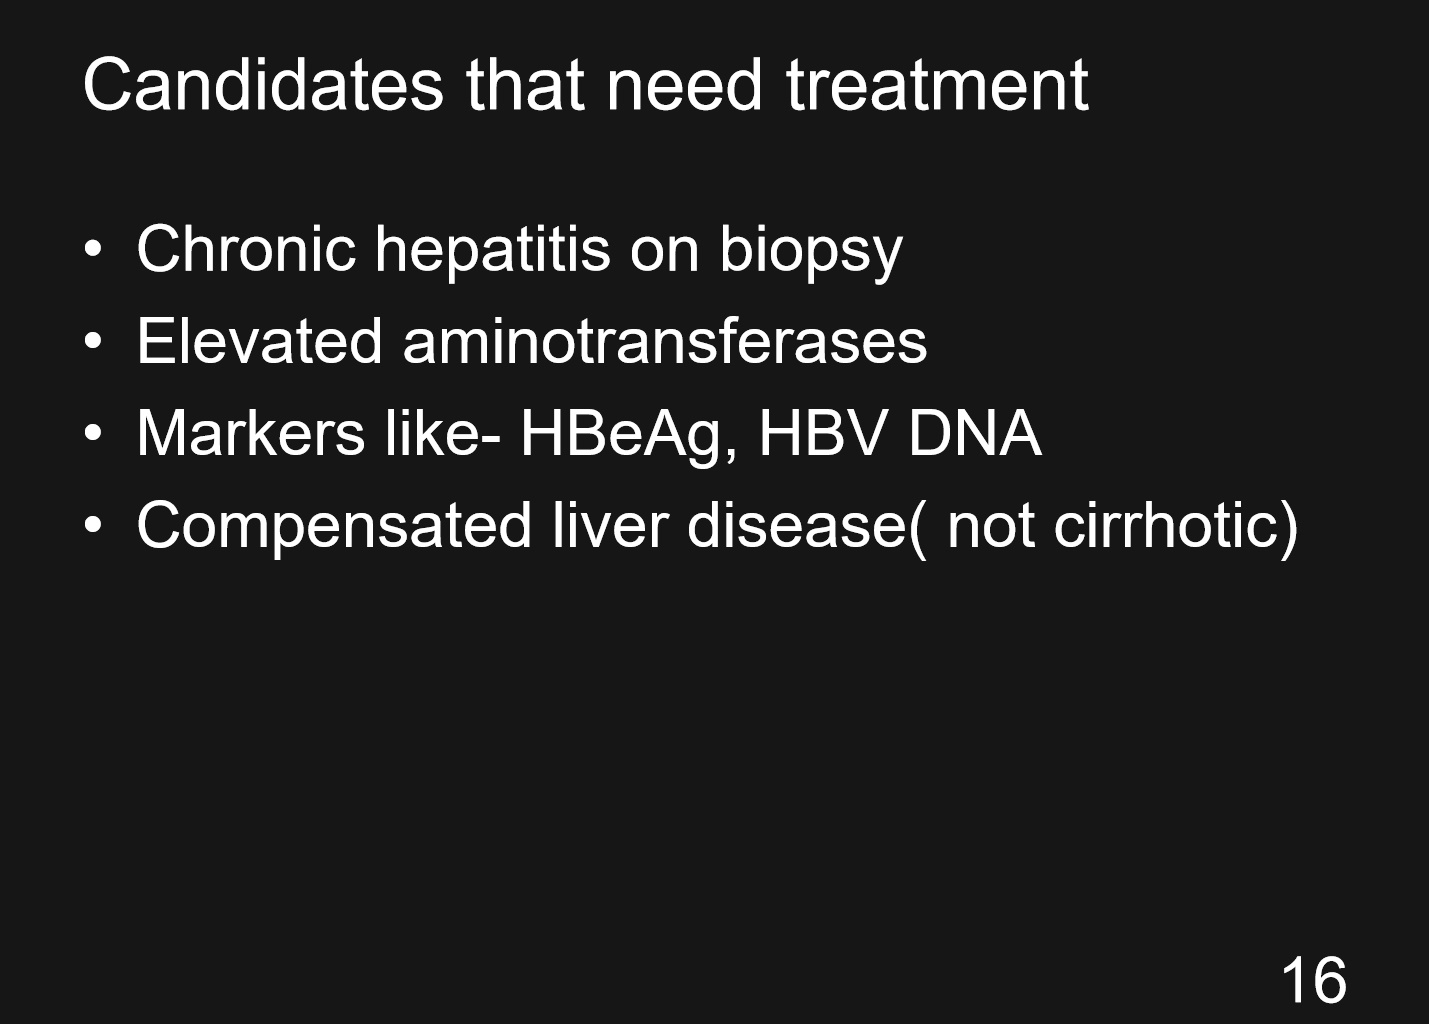 Candidates that need treatment
• Chronic hepatitis on biopsy
• Elevated aminotransferases
• Markers like- HBeAg, HBV DNA
• Compensated liver disease( not cirrhotic)
16